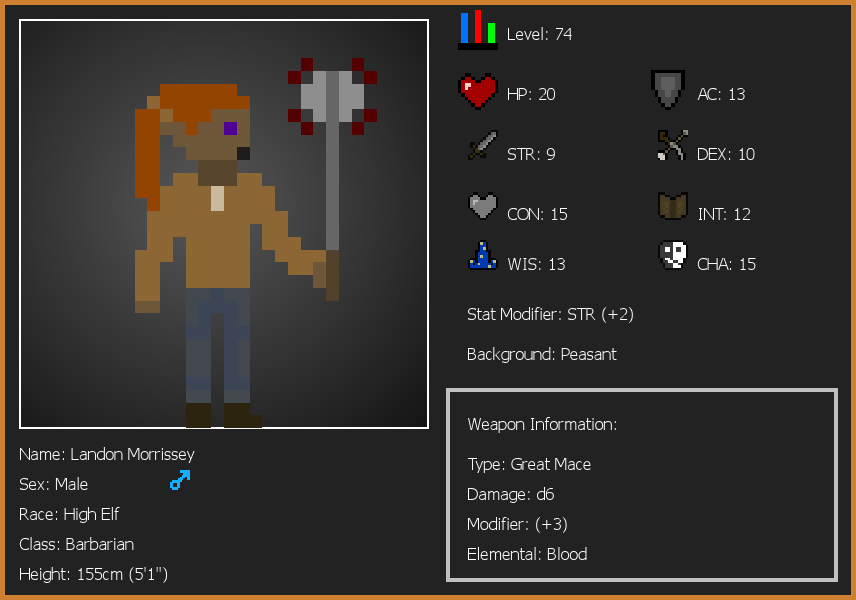 Level: 74
HP: 20
AC: 13
STR: 9
DEX: 10
CON: 15
INT: 12
WIS: 13
CHA: 15
Stat Modifier: STR (+2)
Background: Peasant
Weapon Information:
Type: Great Mace
Damage: d6
Modifier: (+3)
Elemental: Blood
Name: Landon Morrissey
Sex: Male
Race: High Elf
Class: Barbarian
Height: 155cm (5'1")